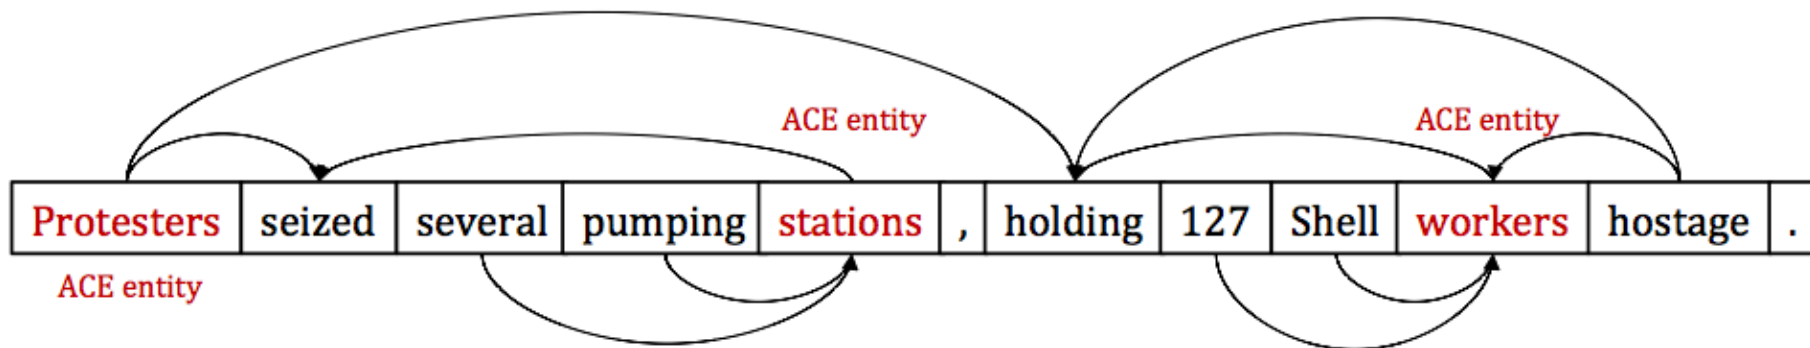 ACE entity
ACE entity
Protesters seized several pumping stations , holding 127 Shell workers hostage .
ACE entity